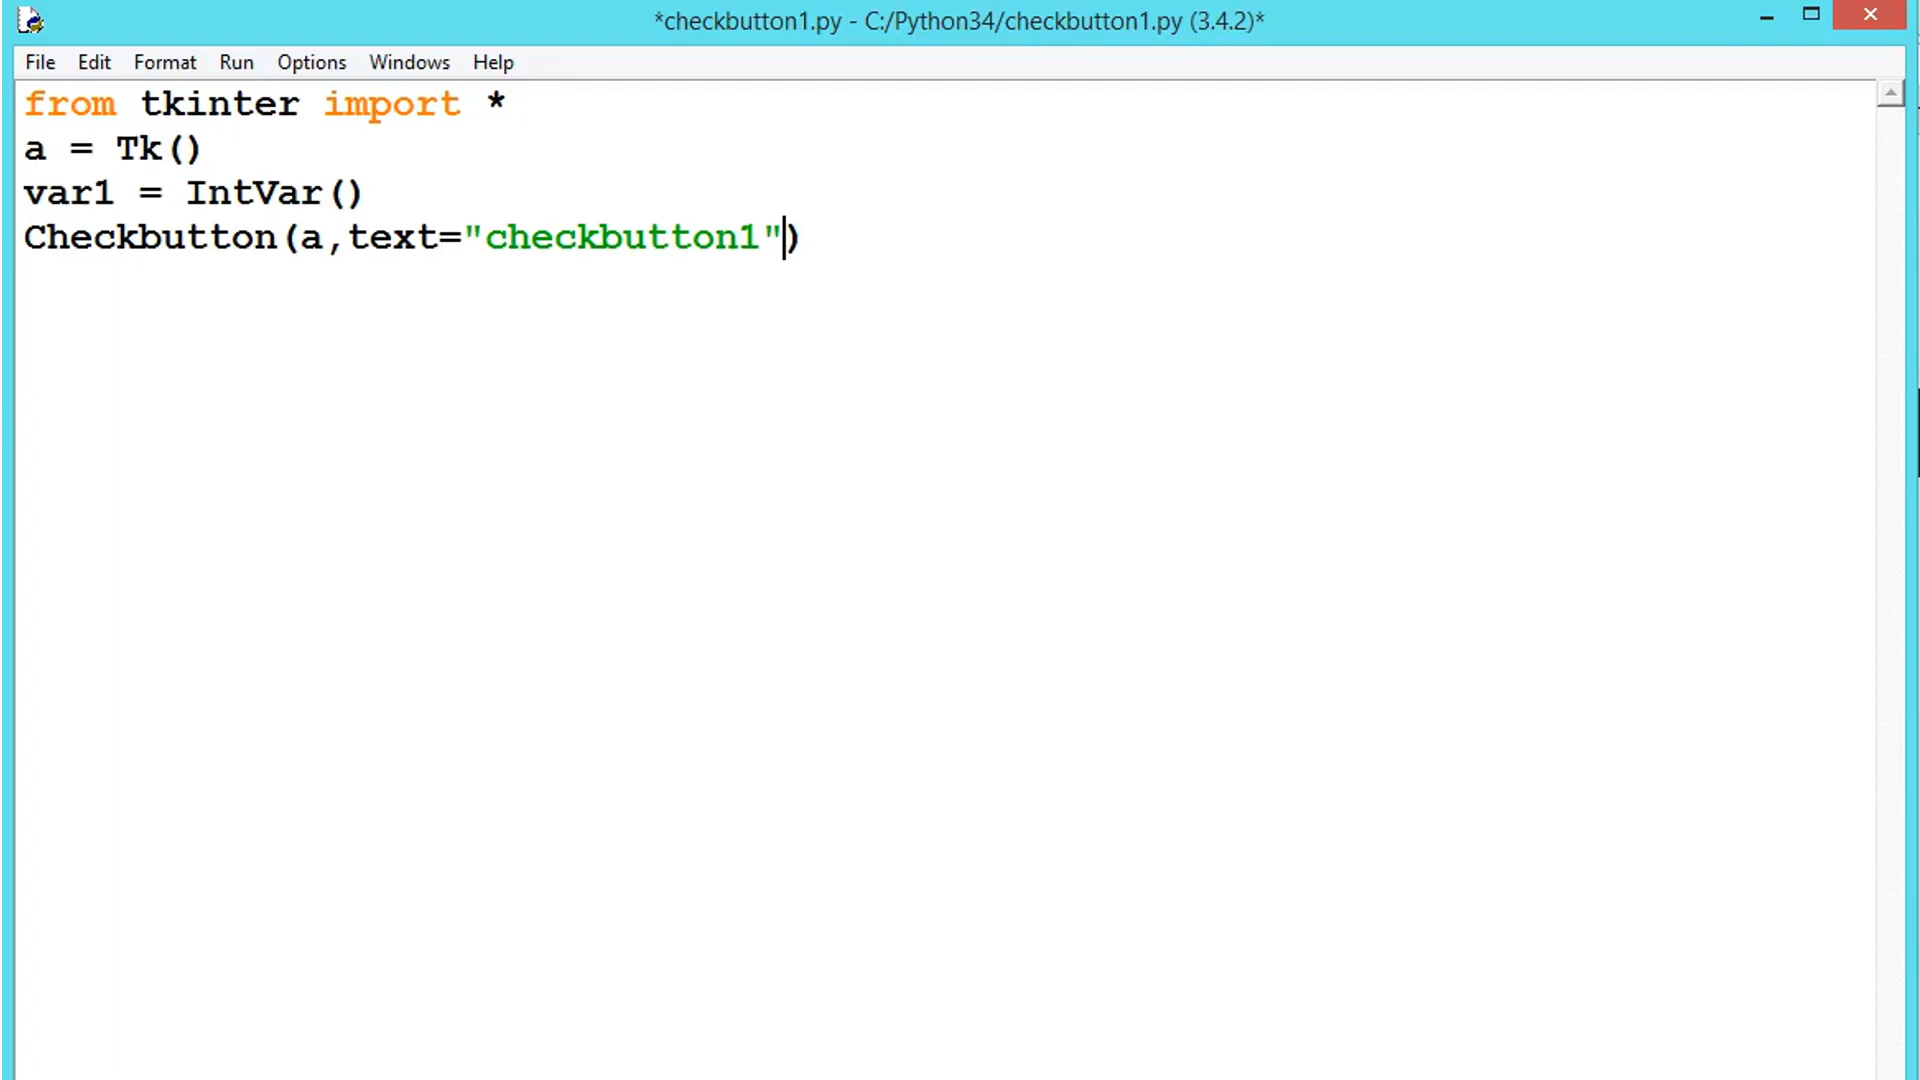 *checkbutton1.py - C:/Python34/checkbutton1.py (3.4.2)*
File Edit Format Run Options Windows Help
from tkinter import *
a = Tk()
var1 = IntVar()
Checkbutton(a,text="checkbutton1")